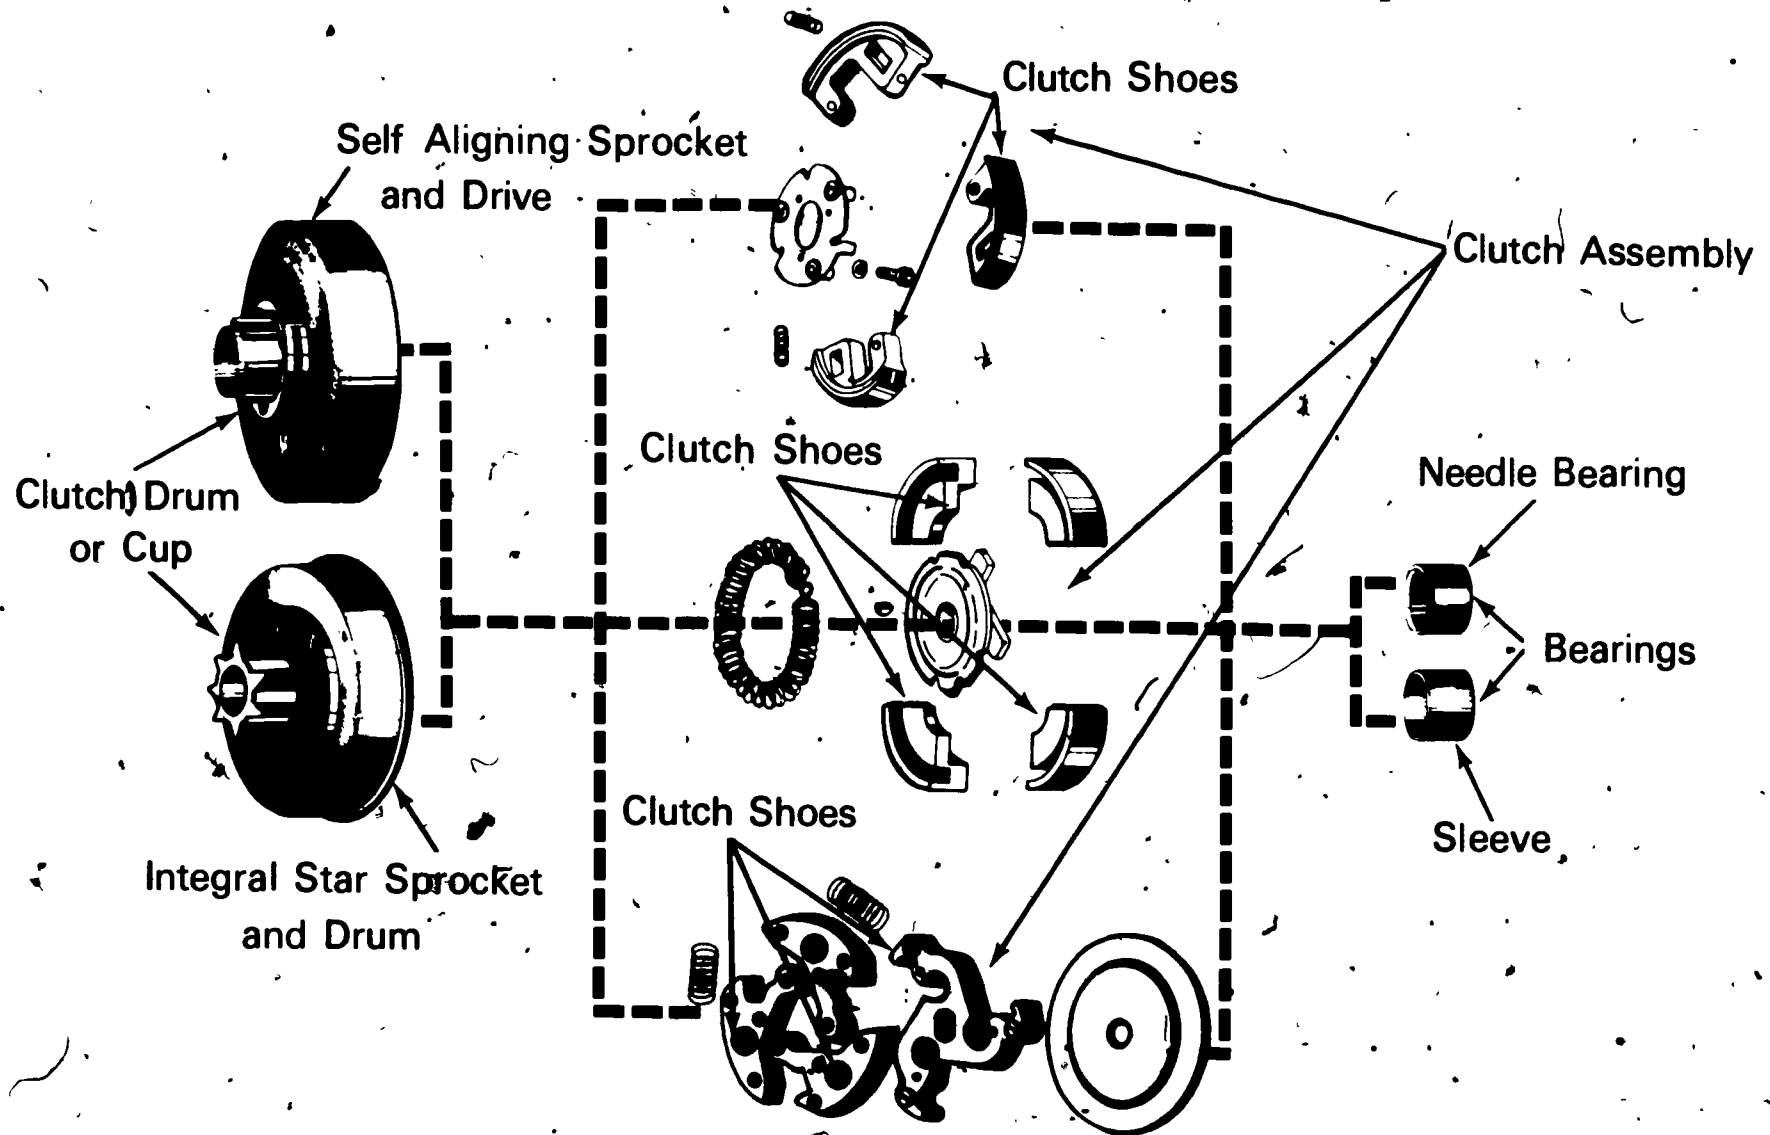 Clutch Shoes
Self Aligning Sprocket
and Drive
Clutch Assembly
Clutch Shoes
Needle Bearing
Clutch Drum
or Cup
Bearings
Clutch Shoes
Sleeve
Integral Star Sprocket
and Drum